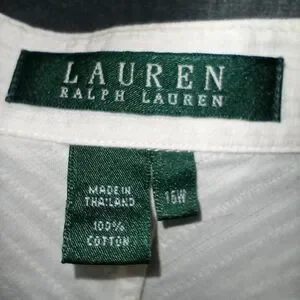 LAUREN
RALPH LAUREN
MADE IN
THAILAND
100%
COTTON
16W